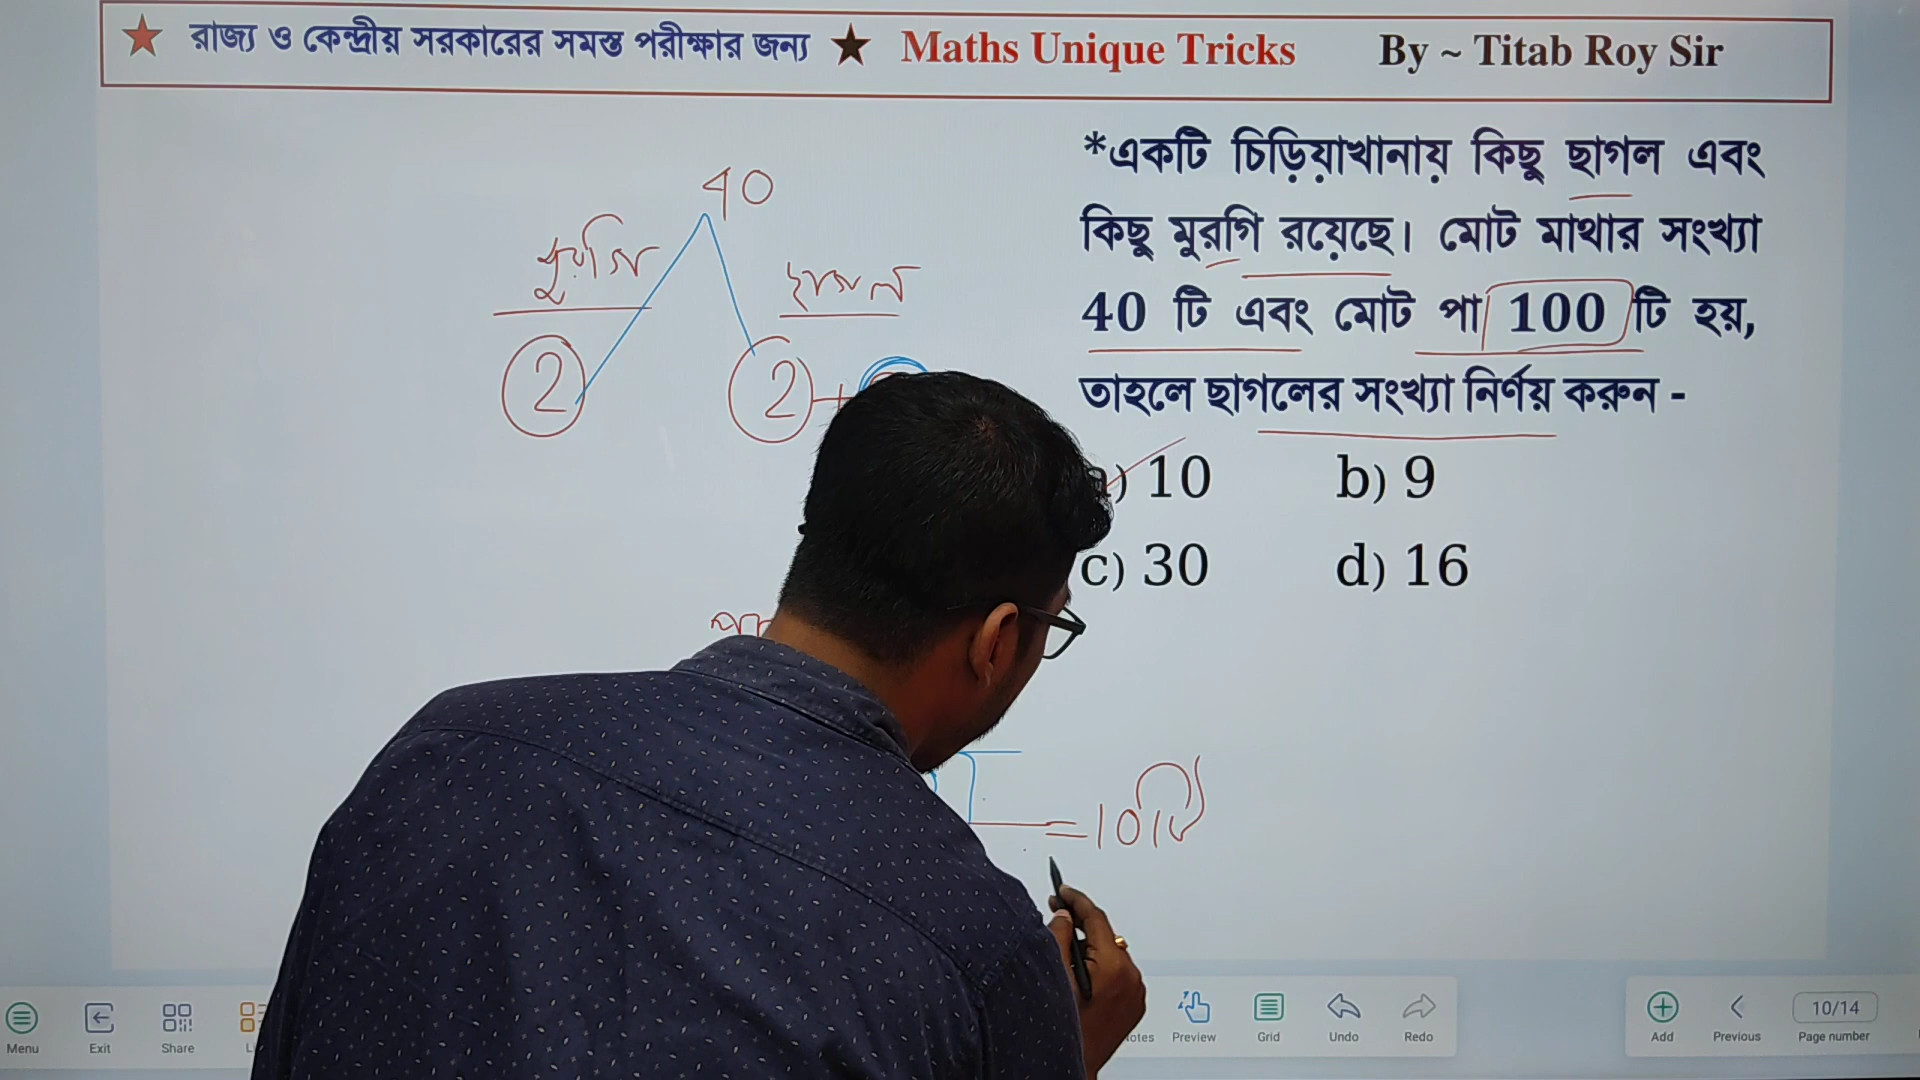 ★ রাজ্য ও কেন্দ্রীয় সরকারের সমস্ত পরীক্ষার জন্য ★ Maths Unique Tricks By ~ Titab Roy Sir
*একটি চিড়িয়াখানায় কিছু ছাগল এবং
কিছু মুরগি রয়েছে। মোট মাথার সংখ্যা
40 টি এবং মোট পা 100 টি হয়,
তাহলে ছাগলের সংখ্যা নির্ণয় করুন -
a) 10 b) 9
c) 30 d) 16
40
মুরগি ছাগল
2 2+
=10টি
Menu Exit Share Notes Preview Grid Undo Redo Add Previous 10/14 Page number